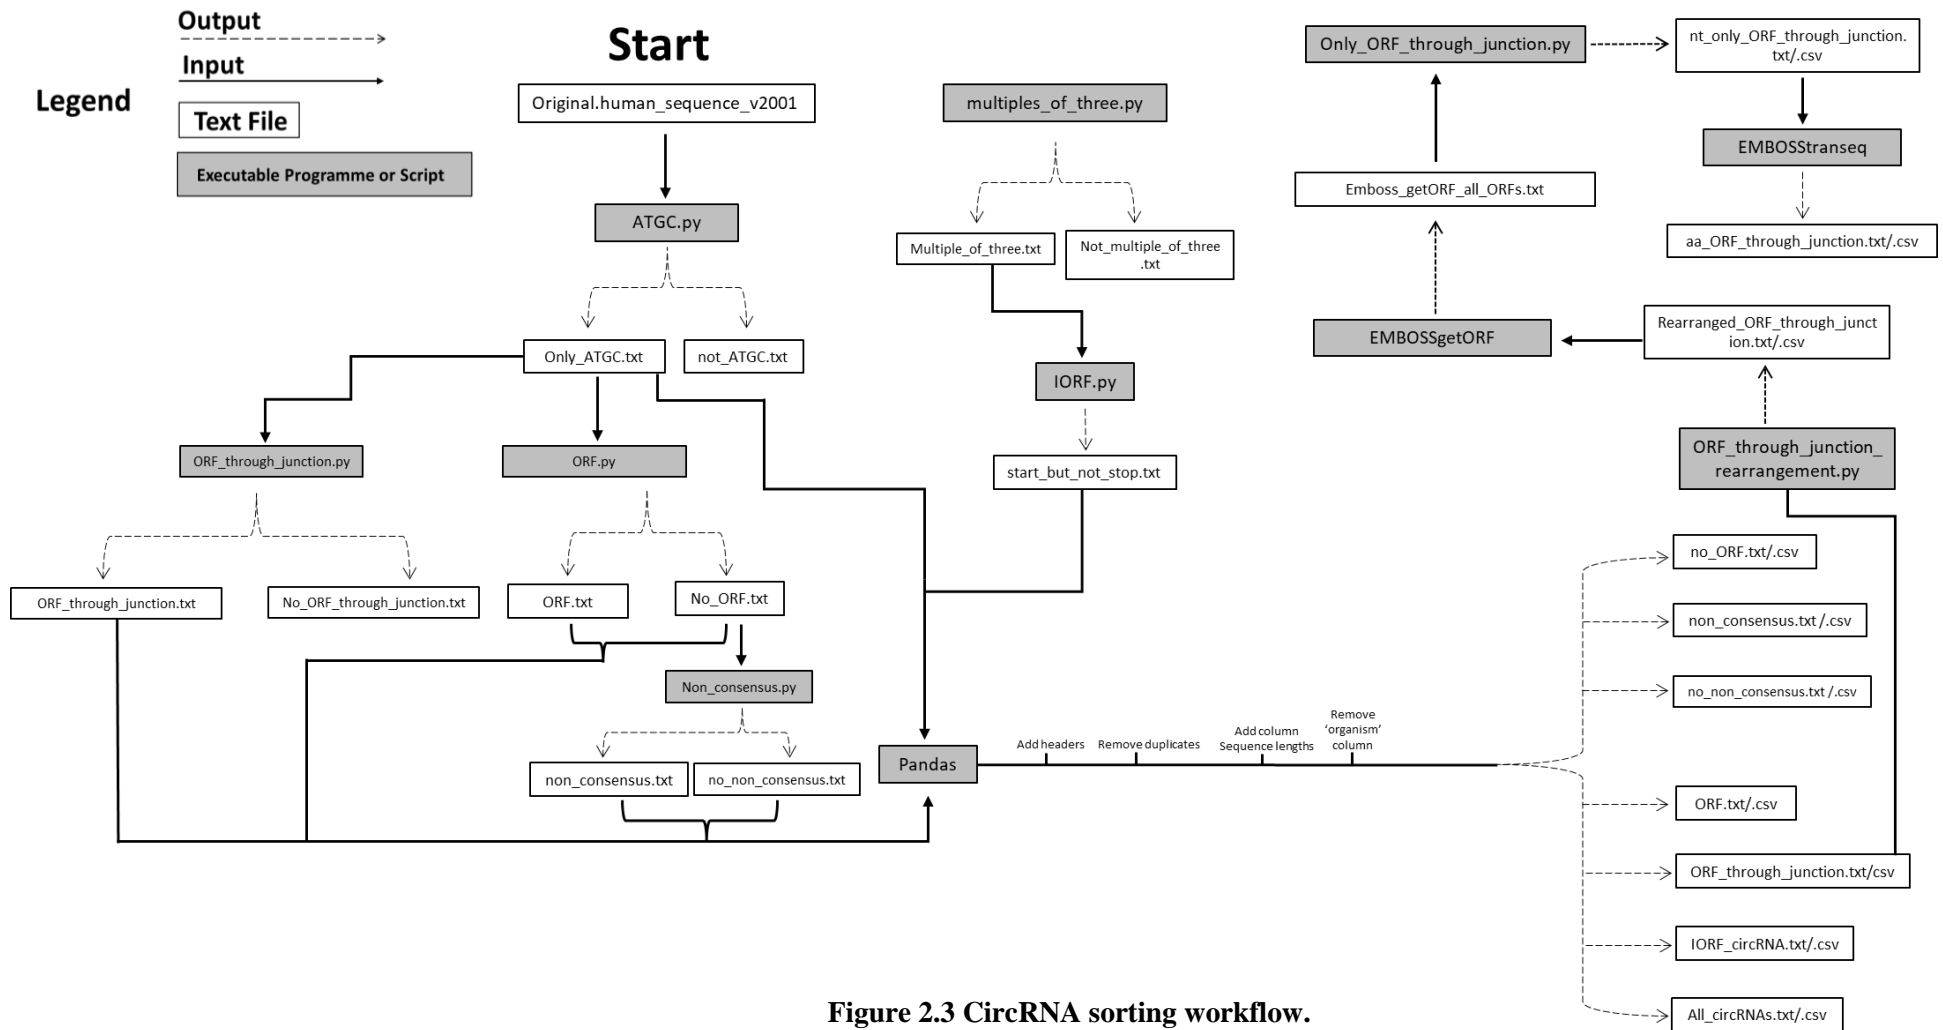 Output
Input
Legend
Text File
Executable Programme or Script
Start
Original.human_sequence_v2001
ATGC.py
Only_ATGC.txt
not_ATGC.txt
ORF_through_junction.py
ORF.py
ORF_through_junction.txt
No_ORF_through_junction.txt
ORF.txt
No_ORF.txt
Non_consensus.py
non_consensus.txt
no_non_consensus.txt
multiples_of_three.py
Multiple_of_three.txt
Not_multiple_of_three
.txt
IORF.py
start_but_not_stop.txt
Pandas
Add headers
Remove duplicates
Add column
Sequence lengths
Remove
‘organism’
column
no_ORF.txt/.csv
non_consensus.txt/.csv
no_non_consensus.txt/.csv
ORF.txt/.csv
ORF_through_junction.txt/csv
IORF_circRNA.txt/.csv
All_circRNAs.txt/.csv
ORF_through_junction_
rearrangement.py
Rearranged_ORF_through_junct
ion.txt/.csv
EMBOSSgetORF
Emboss_getORF_all_ORFs.txt
Only_ORF_through_junction.py
nt_only_ORF_through_junction.
txt/.csv
EMBOSStranseq
aa_ORF_through_junction.txt/.csv
Figure 2.3 CircRNA sorting workflow.